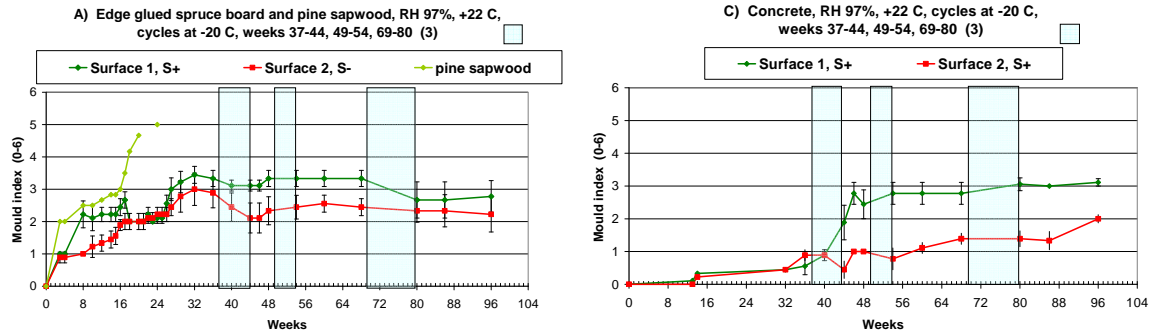 A) Edge glued spruce board and pine sapwood, RH 97%, +22 C,
cycles at -20 C, weeks 37-44, 49-54, 69-80 (3)
Surface 1, S+ Surface 2, S- pine sapwood
Mould index (0-6)
6
5
4
3
2
1
0
0 8 16 24 32 40 48 56 64 72 80 88 96 104
Weeks
C) Concrete, RH 97%, +22 C, cycles at -20 C,
weeks 37-44, 49-54, 69-80 (3)
Surface 1, S+ Surface 2, S+
Mould index (0-6)
6
5
4
3
2
1
0
0 8 16 24 32 40 48 56 64 72 80 88 96 104
Weeks